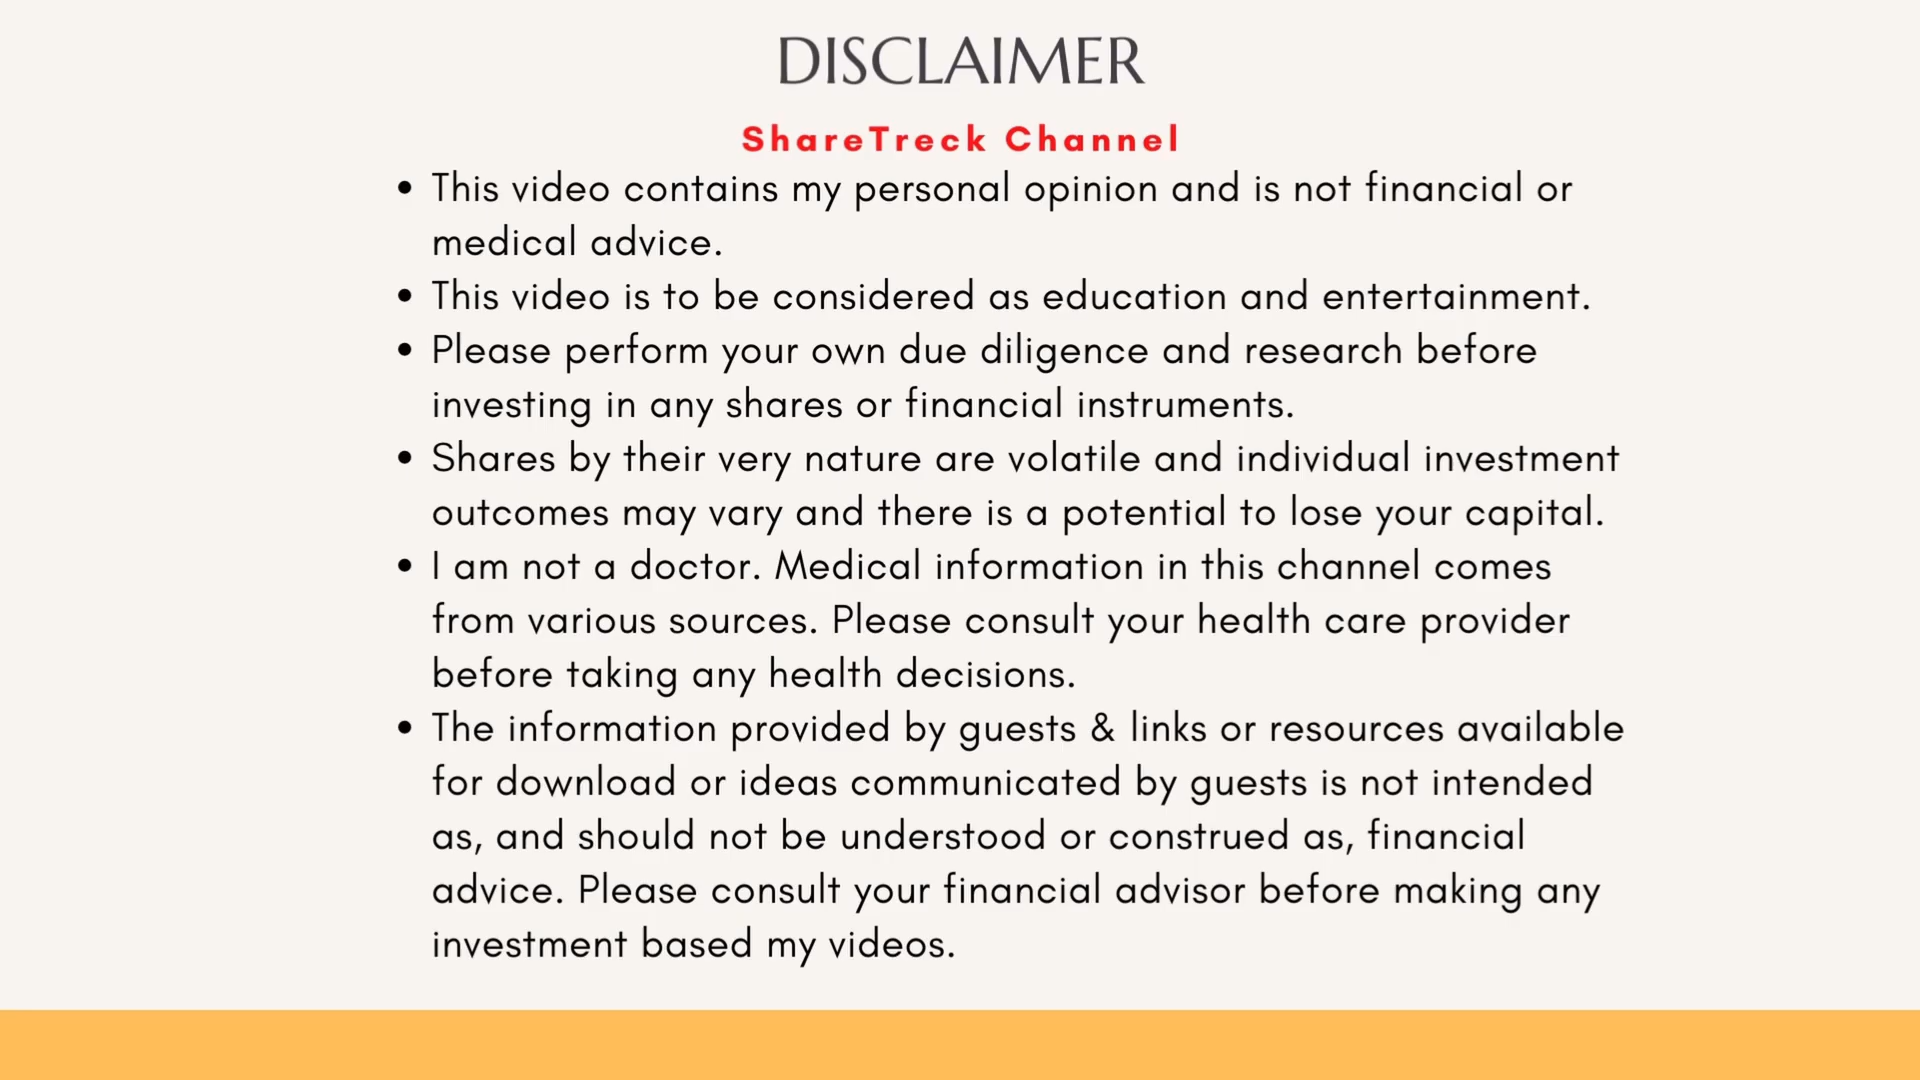 DISCLAIMER
ShareTreck Channel
• This video contains my personal opinion and is not financial or
medical advice.
• This video is to be considered as education and entertainment.
• Please perform your own due diligence and research before
investing in any shares or financial instruments.
• Shares by their very nature are volatile and individual investment
outcomes may vary and there is a potential to lose your capital.
• I am not a doctor. Medical information in this channel comes
from various sources. Please consult your health care provider
before taking any health decisions.
• The information provided by guests & links or resources available
for download or ideas communicated by guests is not intended
as, and should not be understood or construed as, financial
advice. Please consult your financial advisor before making any
investment based my videos.